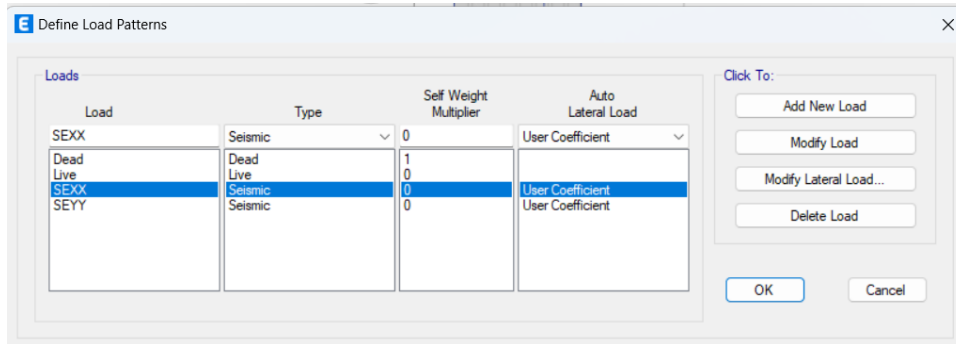 E Define Load Patterns
Loads
Click To:
Load
Type
Self Weight
Multiplier
Auto
Lateral Load
SEXX Seismic 0 User Coefficient
Dead Dead 1
Live Live 0
SEXX Seismic 0 User Coefficient
SEYY Seismic 0 User Coefficient
Add New Load
Modify Load
Modify Lateral Load...
Delete Load
OK
Cancel